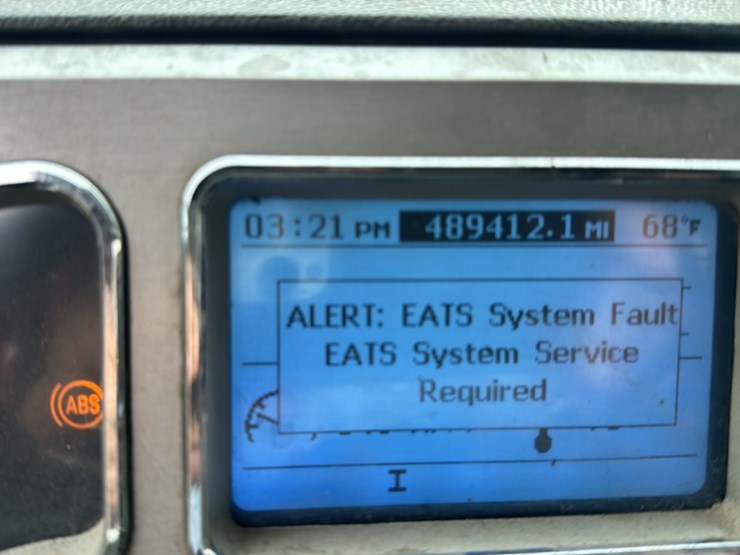 03:21 PM 489412.1 MI 68°F
ALERT: EATS System Fault
EATS System Service
Required
I
ABS